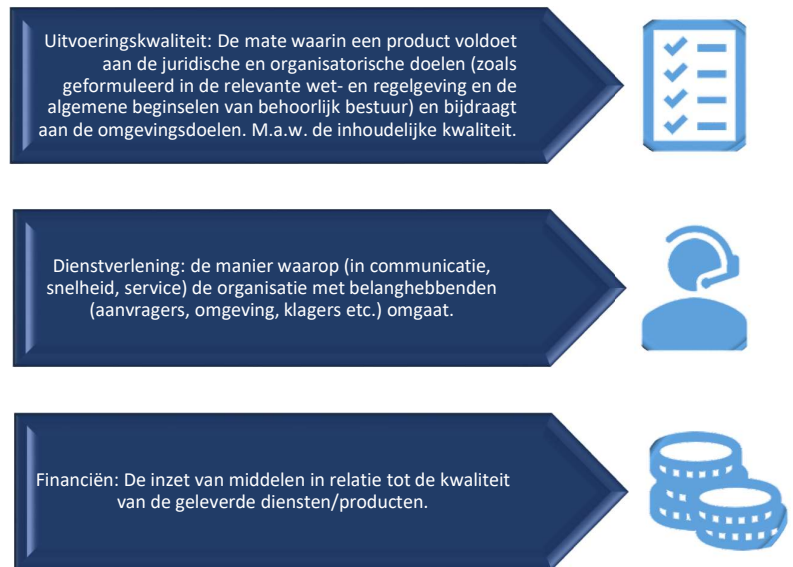 Uitvoeringskwaliteit: De mate waarin een product voldoet
aan de juridische en organisatorische doelen (zoals
geformuleerd in de relevante wet- en regelgeving en de
algemene beginselen van behoorlijk bestuur) en bijdraagt
aan de omgevingsdoelen. M.a.w. de inhoudelijke kwaliteit.
Dienstverlening: de manier waarop (in communicatie,
snelheid, service) de organisatie met belanghebbenden
(aanvragers, omgeving, klagers etc.) omgaat.
Financiën: De inzet van middelen in relatie tot de kwaliteit
van de geleverde diensten/producten.